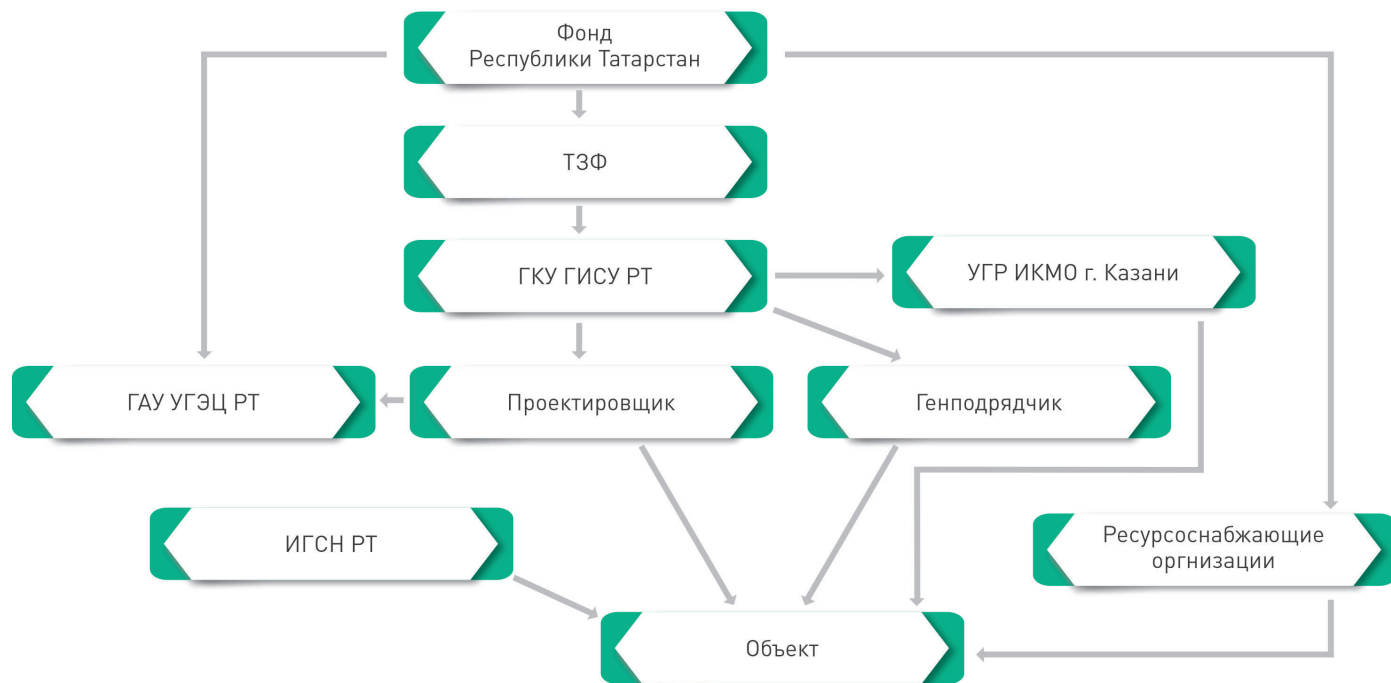 Фонд
Республики Татарстан
ТЗФ
ГКУ ГИСУ РТ
УГР ИКМО г. Казани
ГАУ УГЭЦ РТ
Проектировщик
Генподрядчик
ИГСН РТ
Ресурсоснабжающие
оргнизации
Объект